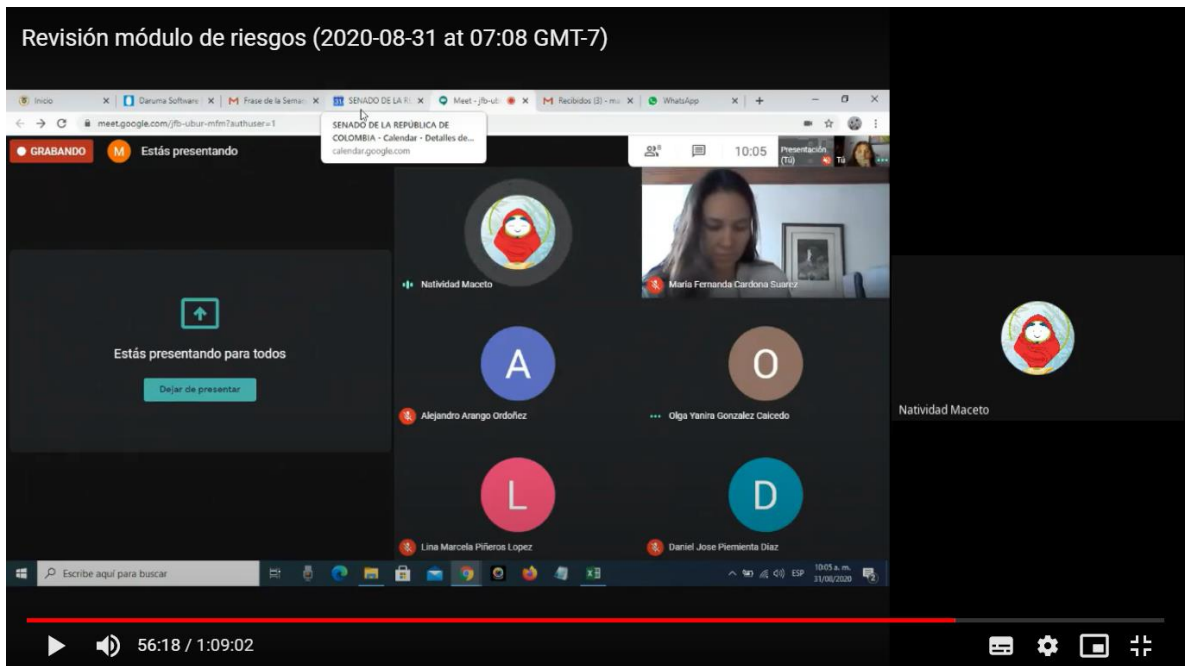 Revisión módulo de riesgos (2020-08-31 at 07:08 GMT-7)
Inicio
Daruma Software
Frase de la Seman
SENADO DE LA RE
Meet - jfb-ub
Recibidos (3) - ma
WhatsApp
meet.google.com/jfb-ubur-mfm?authuser=1
SENADO DE LA REPÚBLICA DE
COLOMBIA - Calendar - Detalles de...
calendar.google.com
GRABANDO
M
Estás presentando
10:05
Presentación
(Tú)
Tú
Natividad Maceto
Maria Fernanda Cardona Suarez
Estás presentando para todos
Dejar de presentar
A
O
Alejandro Arango Ordoñez
Olga Yanira Gonzalez Caicedo
Natividad Maceto
L
D
Lina Marcela Piñeros Lopez
Daniel Jose Piemienta Diaz
Escribe aquí para buscar
ESP
10:05 a. m.
31/08/2020
56:18 / 1:09:02